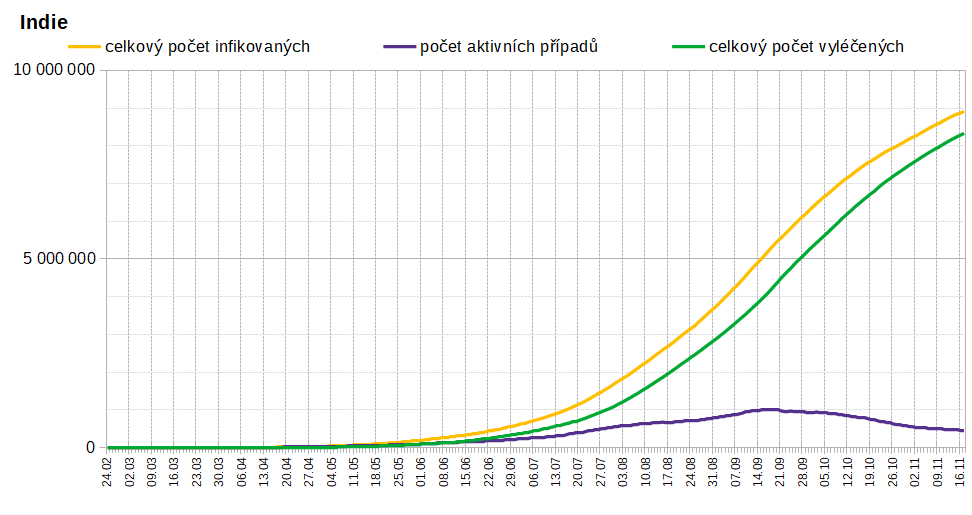 Indie
celkový počet infikovaných počet aktivních případů celkový počet vyléčených
10 000 000
5 000 000
0
24.02 02.03 09.03 16.03 23.03 30.03 06.04 13.04 20.04 27.04 04.05 11.05 18.05 25.05 01.06 08.06 15.06 22.06 29.06 06.07 13.07 20.07 27.07 03.08 10.08 17.08 24.08 31.08 07.09 14.09 21.09 28.09 05.10 12.10 19.10 26.10 02.11 09.11 16.11